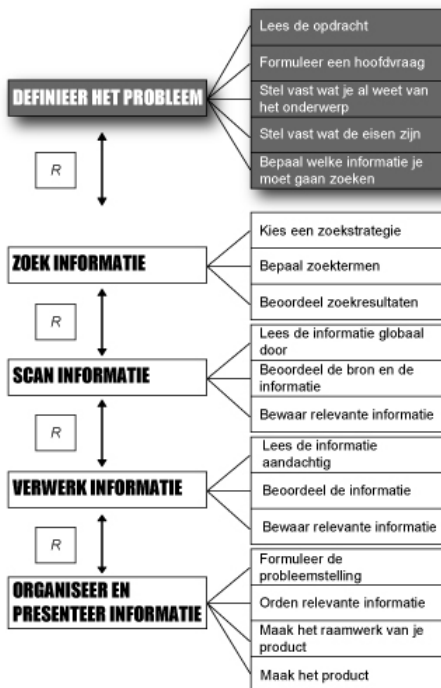 DEFINIEER HET PROBLEEM
Lees de opdracht
Formuleer een hoofdvraag
Stel vast wat je al weet van
het onderwerp
Stel vast wat de eisen zijn
Bepaal welke informatie je
moet gaan zoeken
R
ZOEK INFORMATIE
Kies een zoekstrategie
Bepaal zoektermen
Beoordeel zoekresultaten
R
SCAN INFORMATIE
Lees de informatie globaal
door
Beoordeel de bron en de
informatie
Bewaar relevante informatie
R
VERWERK INFORMATIE
Lees de informatie
aandachtig
Beoordeel de informatie
Bewaar relevante informatie
R
ORGANISEER EN
PRESENTEER INFORMATIE
Formuleer de
probleemstelling
Orden relevante informatie
Maak het raamwerk van je
product
Maak het product